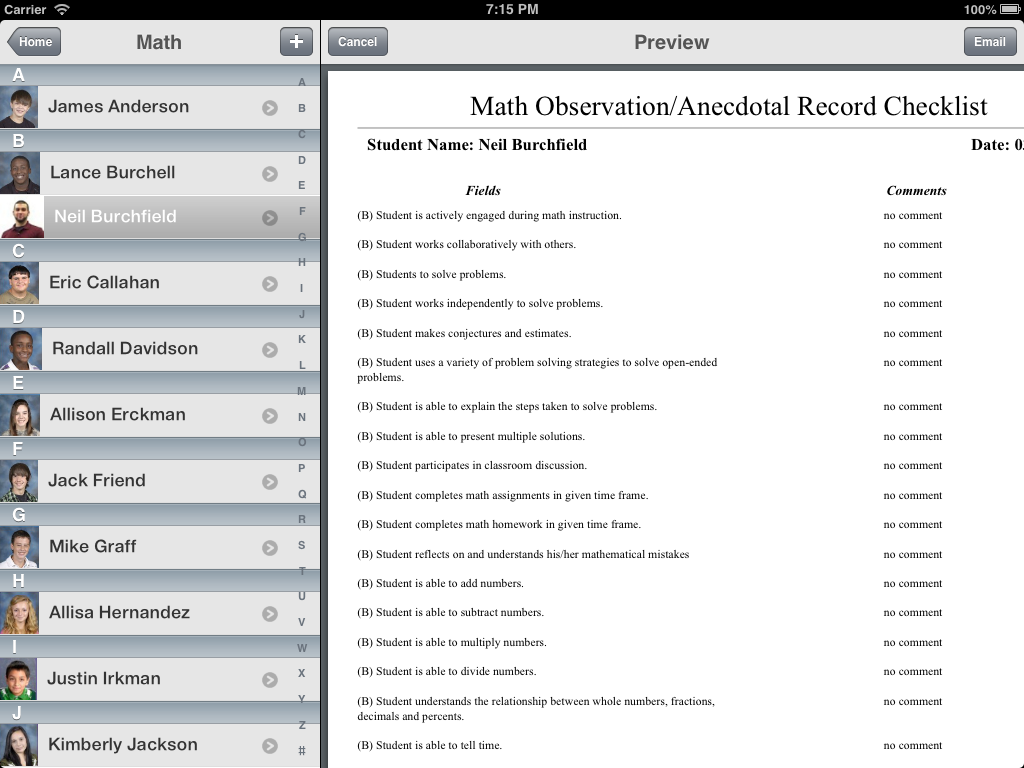 Carrier 7:15 PM 100%
Home Math + Cancel Preview Email
A
James Anderson
B
Lance Burchell
Neil Burchfield
C
Eric Callahan
D
Randall Davidson
E
Allison Erckman
F
Jack Friend
G
Mike Graff
H
Allisa Hernandez
I
Justin Irkman
J
Kimberly Jackson
A
B
C
D
E
F
G
H
I
J
K
L
M
N
O
P
Q
R
S
T
U
V
W
X
Y
Z
#
Math Observation/Anecdotal Record Checklist
Student Name: Neil Burchfield Date:
Fields Comments
(B) Student is actively engaged during math instruction. no comment
(B) Student works collaboratively with others. no comment
(B) Students to solve problems. no comment
(B) Student works independently to solve problems. no comment
(B) Student makes conjectures and estimates. no comment
(B) Student uses a variety of problem solving strategies to solve open-ended no comment
problems.
(B) Student is able to explain the steps taken to solve problems. no comment
(B) Student is able to present multiple solutions. no comment
(B) Student participates in classroom discussion. no comment
(B) Student completes math assignments in given time frame. no comment
(B) Student completes math homework in given time frame. no comment
(B) Student reflects on and understands his/her mathematical mistakes no comment
(B) Student is able to add numbers. no comment
(B) Student is able to subtract numbers. no comment
(B) Student is able to multiply numbers. no comment
(B) Student is able to divide numbers. no comment
(B) Student understands the relationship between whole numbers, fractions, no comment
decimals and percents.
(B) Student is able to tell time. no comment